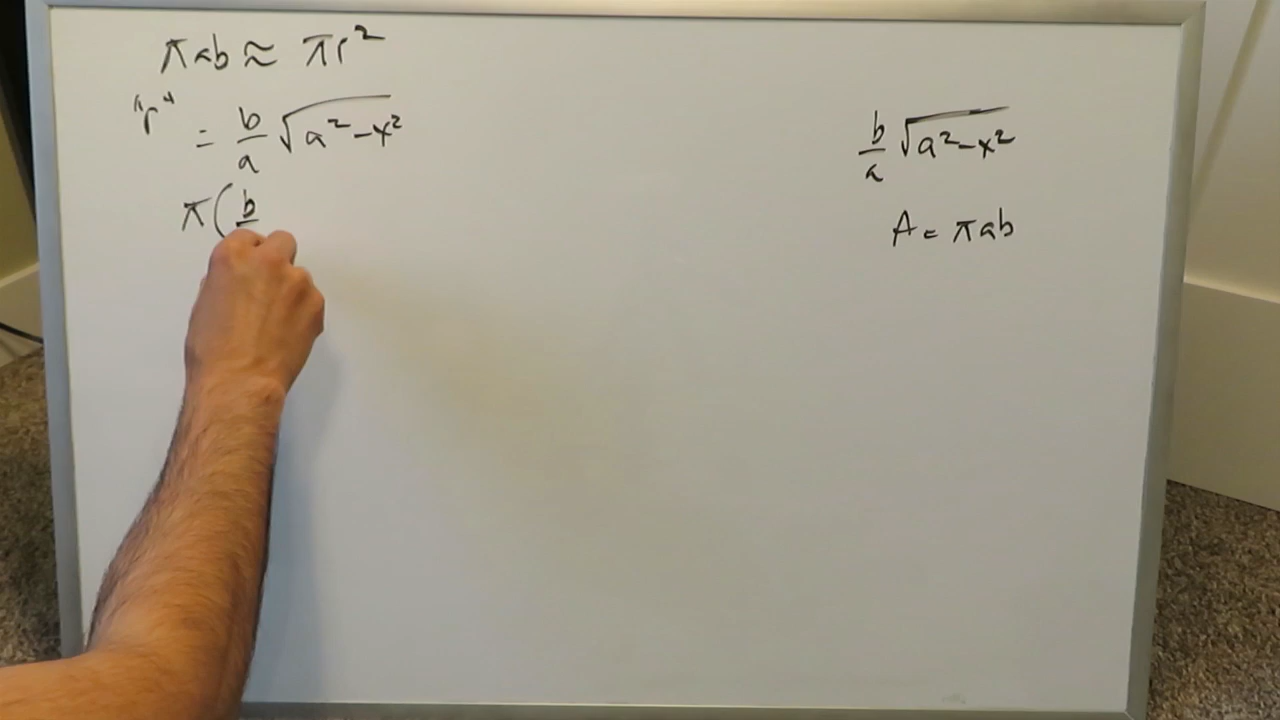 πab ≈ πr²
"r" = b/a √(a²-x²)
π(b/
b/a √(a²-x²)
A = πab